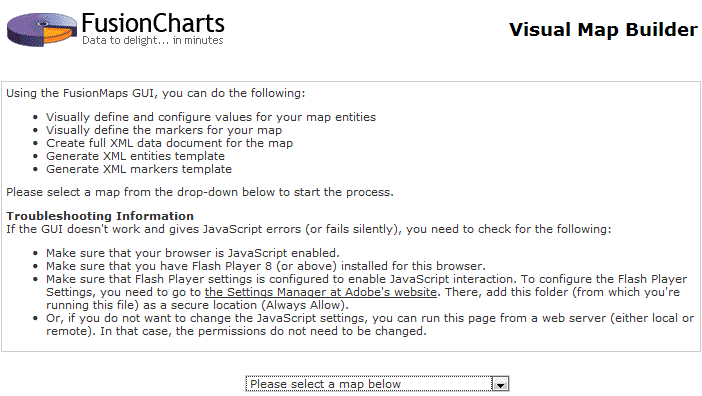 FusionCharts
Data to delight... in minutes
Visual Map Builder
Using the FusionMaps GUI, you can do the following:
• Visually define and configure values for your map entities
• Visually define the markers for your map
• Create full XML data document for the map
• Generate XML entities template
• Generate XML markers template
Please select a map from the drop-down below to start the process.
Troubleshooting Information
If the GUI doesn't work and gives JavaScript errors (or fails silently), you need to check for the following:
• Make sure that your browser is JavaScript enabled.
• Make sure that you have Flash Player 8 (or above) installed for this browser.
• Make sure that Flash Player settings is configured to enable JavaScript interaction. To configure the Flash Player
Settings, you need to go to the Settings Manager at Adobe's website. There, add this folder (from which you're
running this file) as a secure location (Always Allow).
• Or, if you do not want to change the JavaScript settings, you can run this page from a web server (either local or
remote). In that case, the permissions do not need to be changed.
Please select a map below